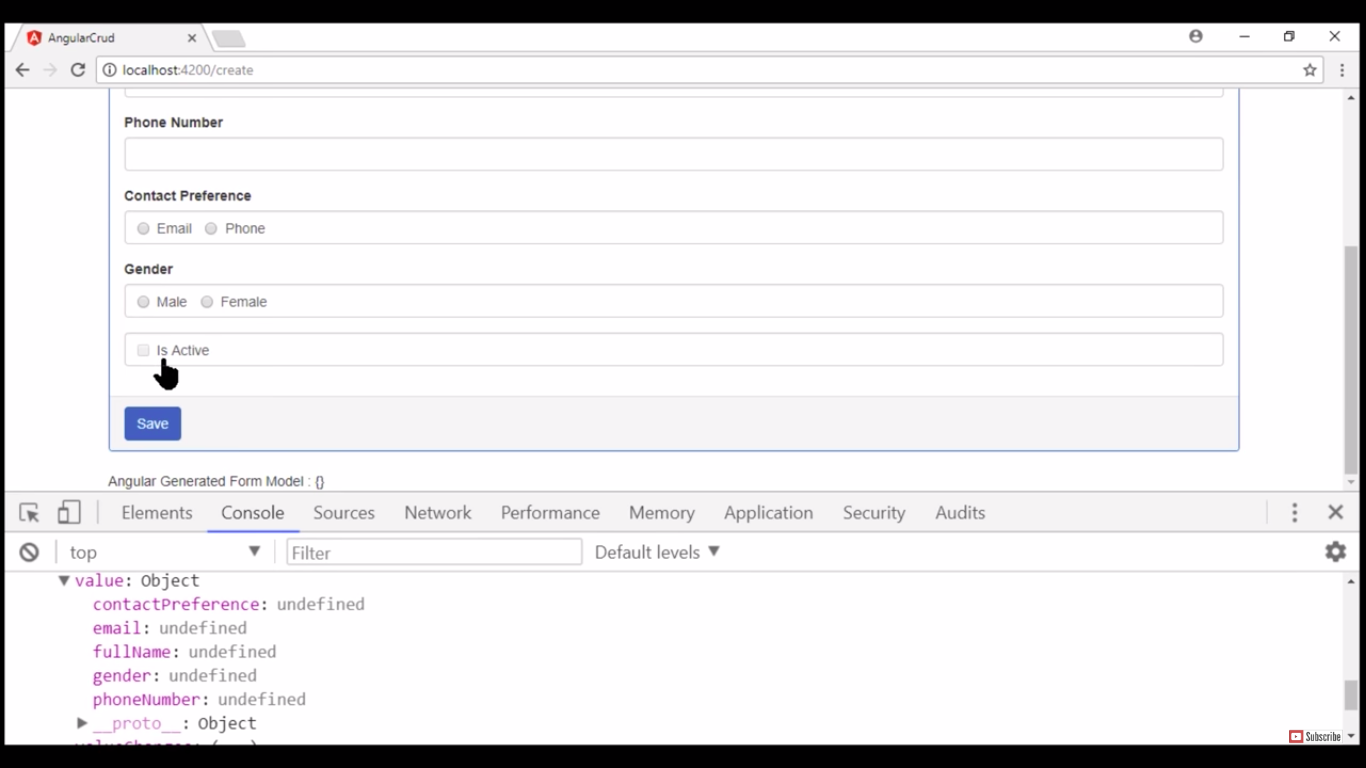 AngularCrud
localhost:4200/create
Phone Number
Contact Preference
Email Phone
Gender
Male Female
Is Active
Save
Angular Generated Form Model : {}
Elements Console Sources Network Performance Memory Application Security Audits
top Filter Default levels
value: Object
contactPreference: undefined
email: undefined
fullName: undefined
gender: undefined
phoneNumber: undefined
__proto__: Object
Subscribe